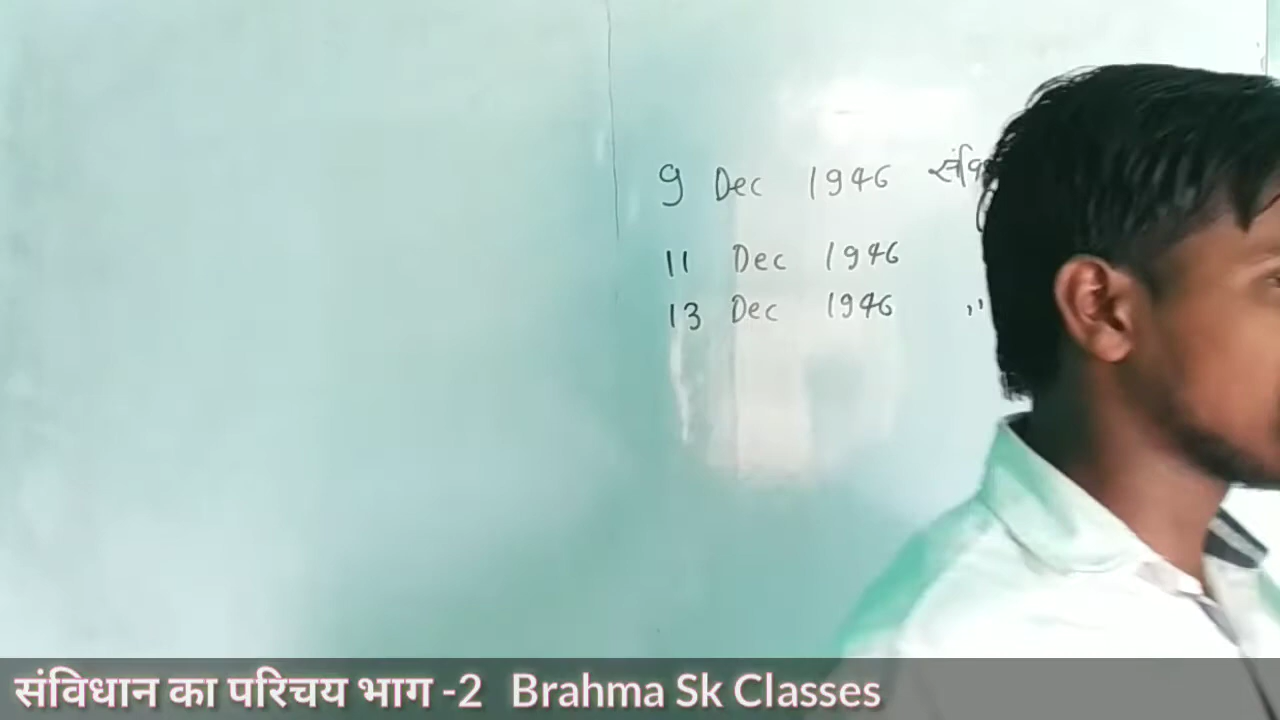 9 Dec 1946
11 Dec 1946
13 Dec 1946 ,,
संविधान का परिचय भाग -2 Brahma Sk Classes